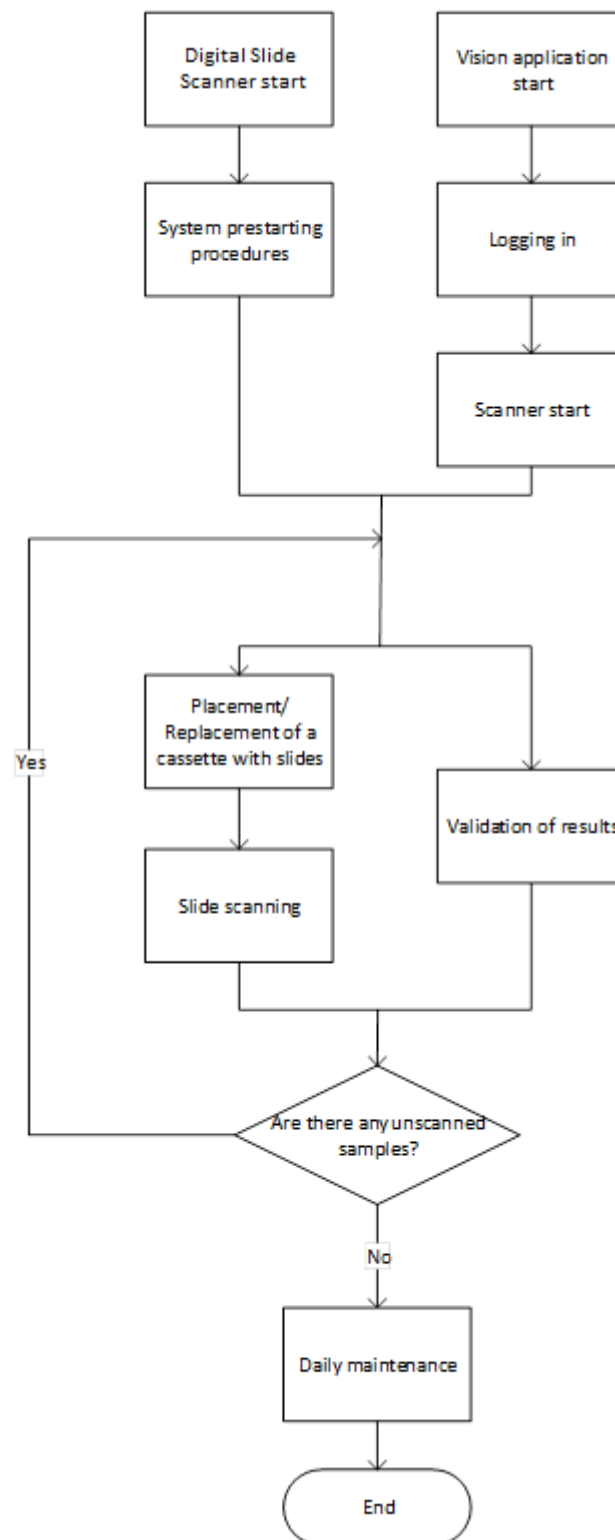 Digital Slide
Scanner start
Vision application
start
System prestarting
procedures
Logging in
Scanner start
Placement/
Replacement of a
cassette with slides
Yes
Validation of results
Slide scanning
Are there any unscanned
samples?
No
Daily maintenance
End